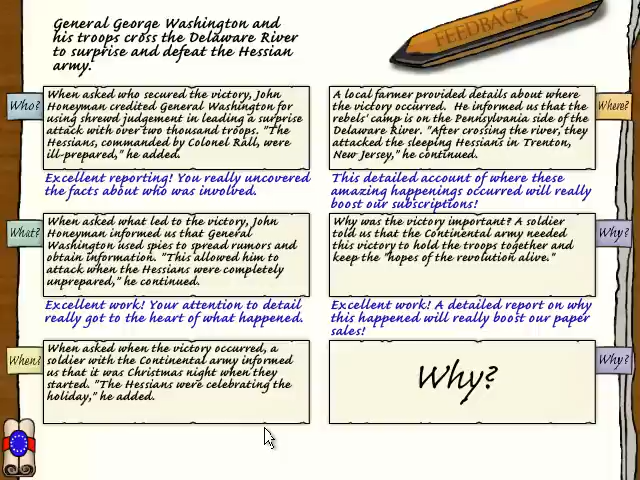 General George Washington and
his troops cross the Delaware River
to surprise and defeat the Hessian
army.
FEEDBACK
Who?
When asked who secured the victory, John
Honeyman credited General Washington for
using shrewd judgement in leading a surprise
attack with over two thousand troops. "The
Hessians, commanded by Colonel Rall, were
ill-prepared," he added.
Excellent reporting! You really uncovered
the facts about who was involved.
Where?
A local farmer provided details about where
the victory occurred. He informed us that the
rebels' camp is on the Pennsylvania side of the
Delaware River. "After crossing the river, they
attacked the sleeping Hessians in Trenton,
New Jersey," he continued.
This detailed account of where these
amazing happenings occurred will really
boost our subscriptions!
What?
When asked what led to the victory, John
Honeyman informed us that General
Washington used spies to spread rumors and
obtain information. "This allowed him to
attack when the Hessians were completely
unprepared," he continued.
Excellent work! Your attention to detail
really got to the heart of what happened.
Why?
Why was the victory important? A soldier
told us that the Continental army needed
this victory to hold the troops together and
keep the "hopes of the revolution alive."
Excellent work! A detailed report on why
this happened will really boost our paper
sales!
When?
When asked when the victory occurred, a
soldier with the Continental army informed
us that it was Christmas night when they
started. "The Hessians were celebrating the
holiday," he added.
Why?
Why?